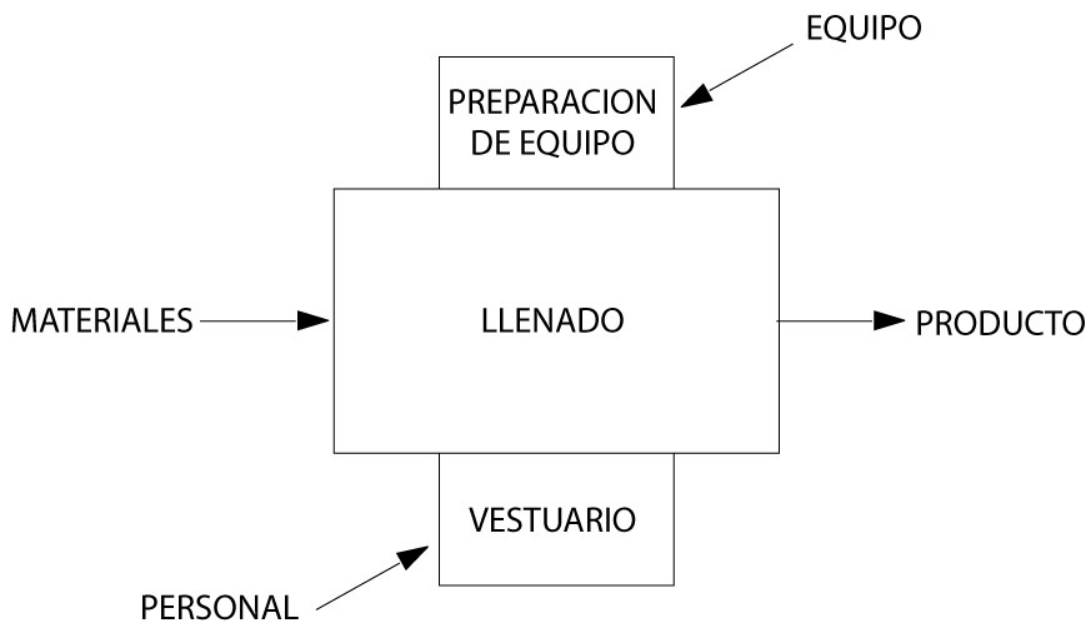 EQUIPO
PREPARACION
DE EQUIPO
MATERIALES
LLENADO
PRODUCTO
VESTUARIO
PERSONAL